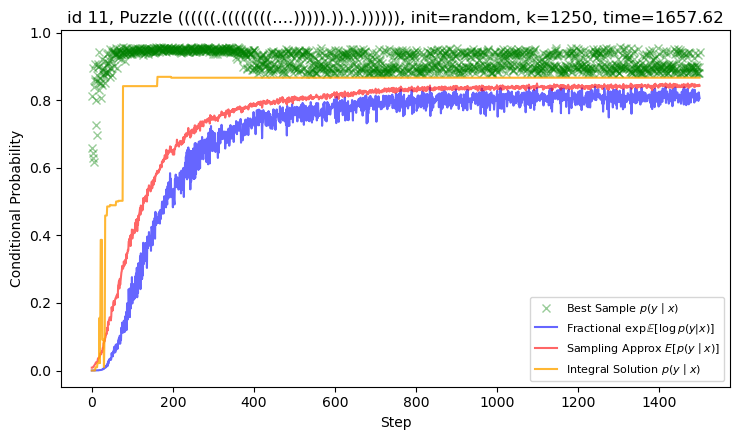 id 11, Puzzle ((((((.((((((((....))))).)).).)))))), init=random, k=1250, time=1657.62
Conditional Probability
1.0
0.8
0.6
0.4
0.2
0.0
0 200 400 600 800 1000 1200 1400
Step
Best Sample p(y | x)
Fractional exp 𝔼[log p(y|x)]
Sampling Approx E[p(y | x)]
Integral Solution p(y | x)